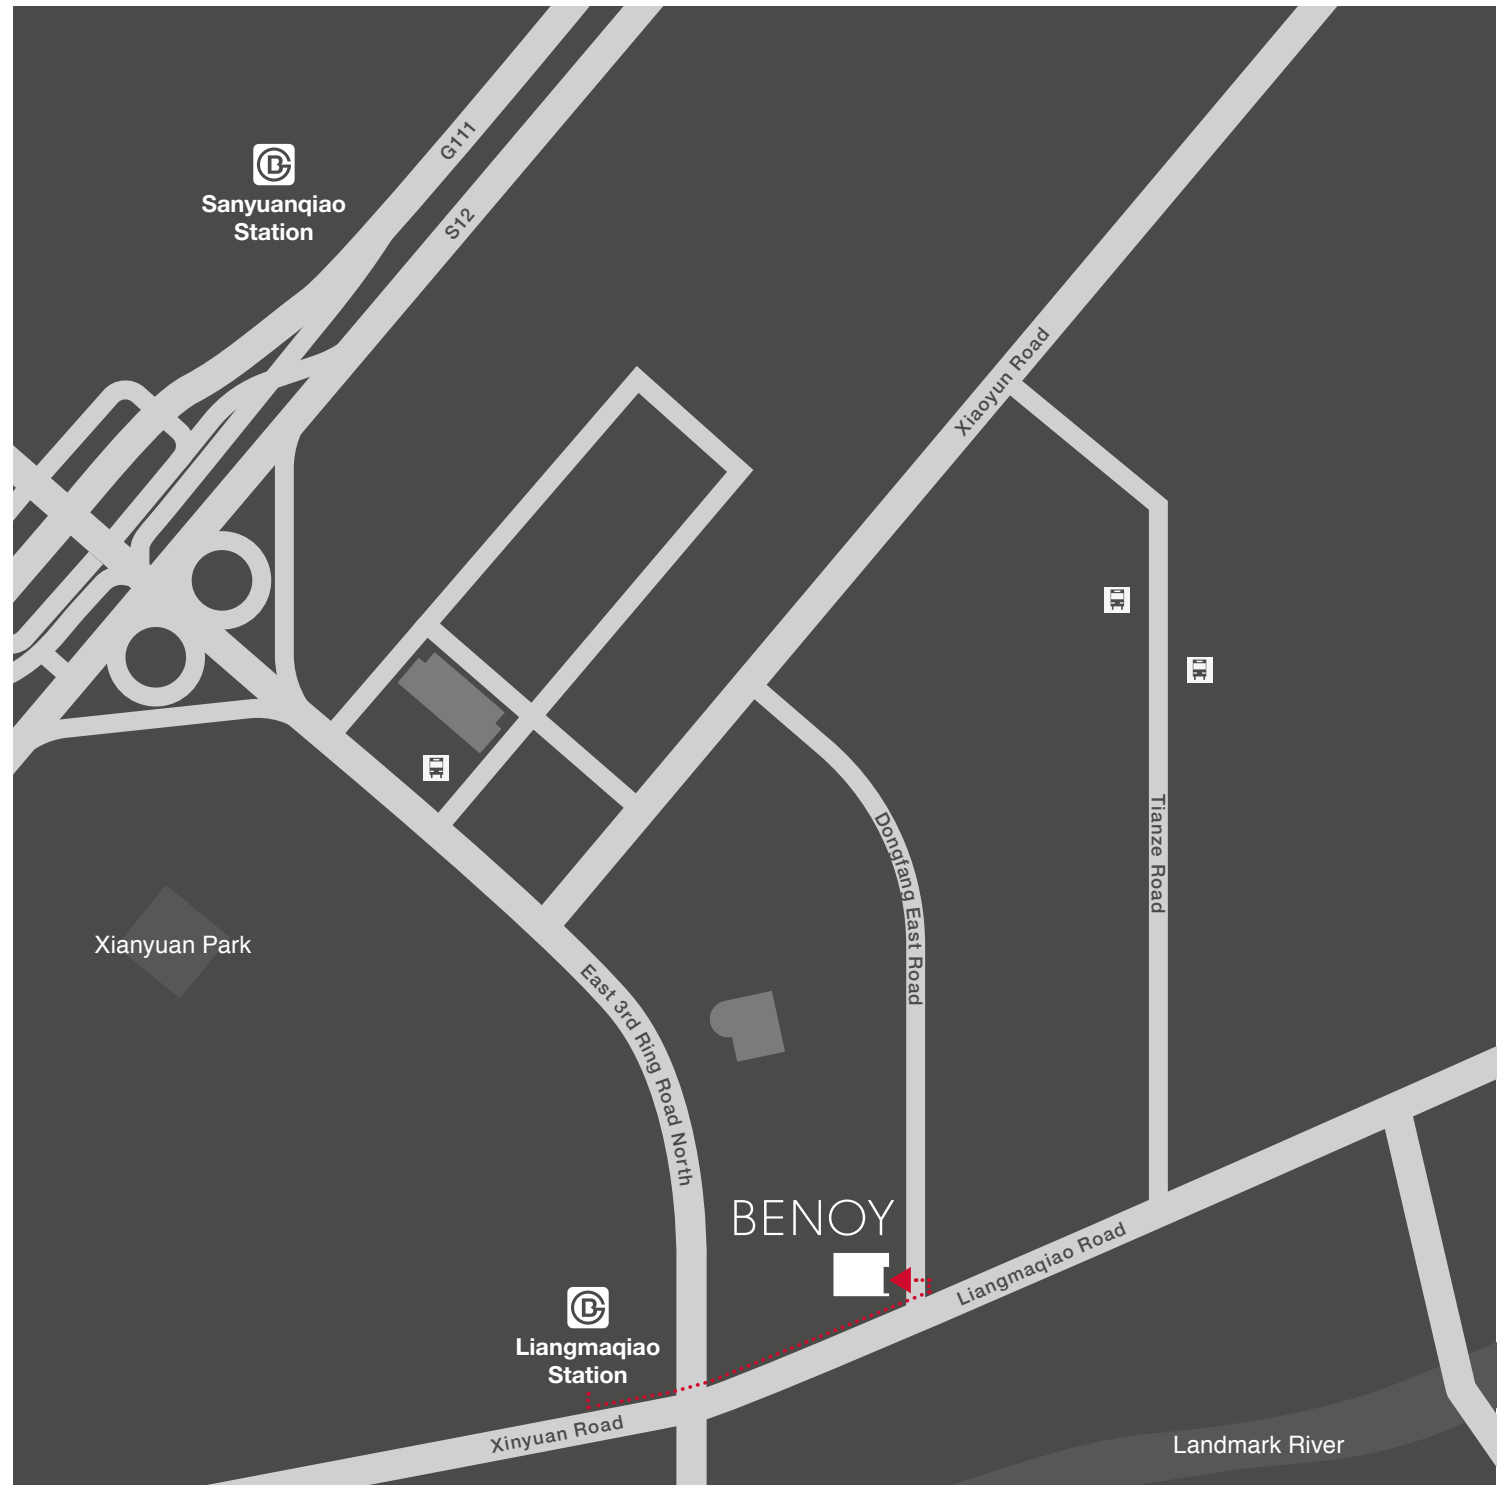 G111
Sanyuanqiao
Station
S12
Xiaoyun Road
Tianze Road
Dongfang East Road
Xianyuan Park
East 3rd Ring Road North
BENOY
Liangmaqiao Road
Liangmaqiao
Station
Xinyuan Road
Landmark River